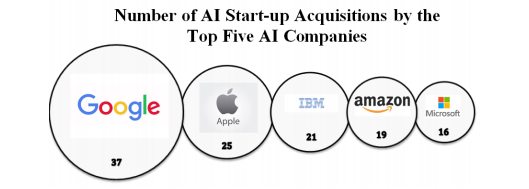 Number of AI Start-up Acquisitions by the
Top Five AI Companies
Google
37
Apple
25
IBM
21
amazon
19
Microsoft
16